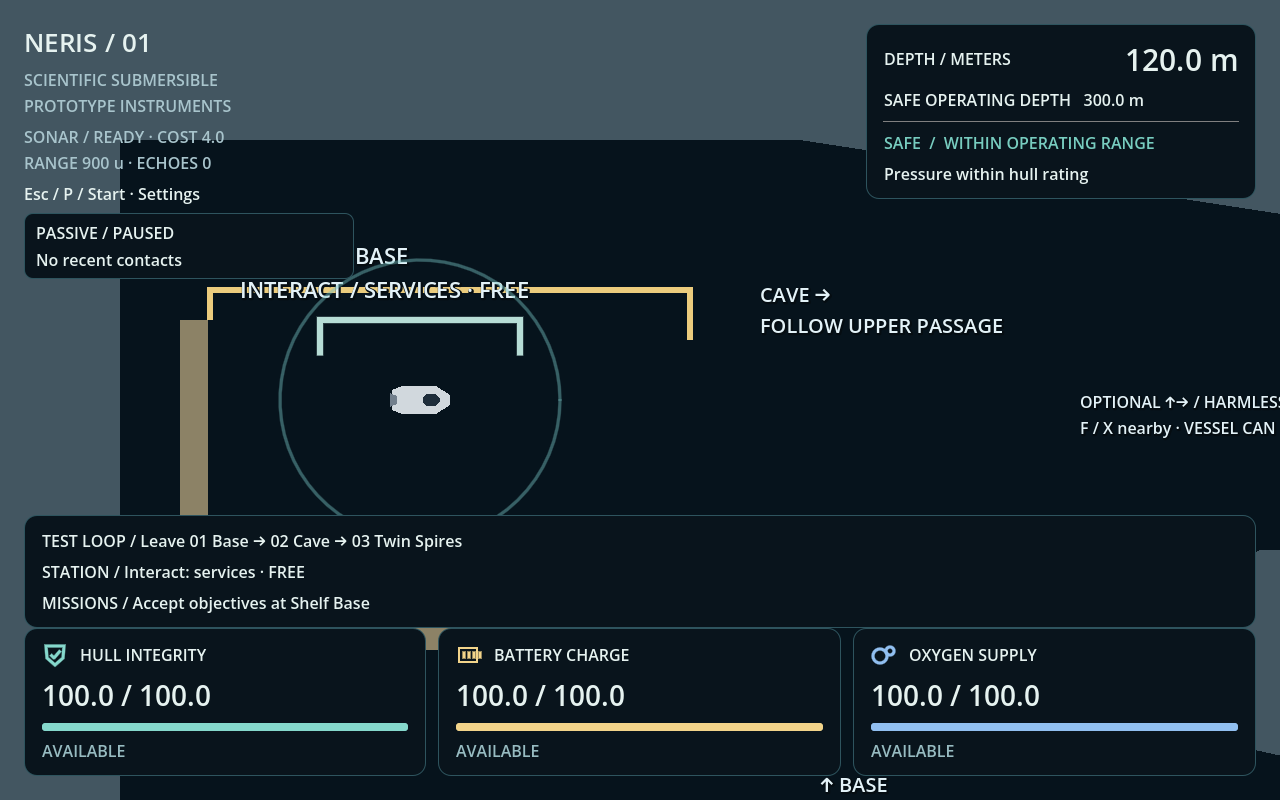 NERIS / 01
SCIENTIFIC SUBMERSIBLE
PROTOTYPE INSTRUMENTS
SONAR / READY · COST 4.0
RANGE 900 u · ECHOES 0
Esc / P / Start · Settings
PASSIVE / PAUSED
No recent contacts
DEPTH / METERS 120.0 m
SAFE OPERATING DEPTH 300.0 m
SAFE / WITHIN OPERATING RANGE
Pressure within hull rating
BASE
INTERACT / SERVICES · FREE
CAVE →
FOLLOW UPPER PASSAGE
OPTIONAL ↑→ / HARMLESS
F / X nearby · VESSEL CAN
TEST LOOP / Leave 01 Base → 02 Cave → 03 Twin Spires
STATION / Interact: services · FREE
MISSIONS / Accept objectives at Shelf Base
HULL INTEGRITY
100.0 / 100.0
AVAILABLE
BATTERY CHARGE
100.0 / 100.0
AVAILABLE
OXYGEN SUPPLY
100.0 / 100.0
AVAILABLE
↑ BASE